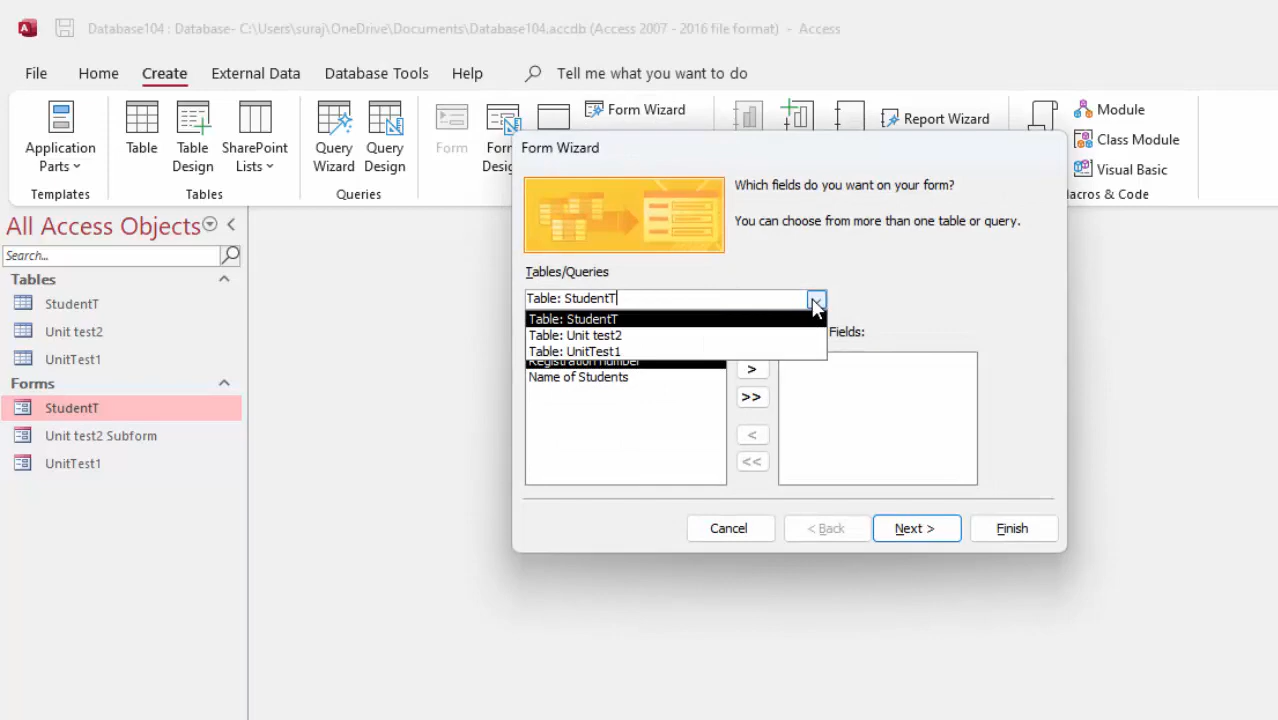 Database104 : Database- C:\Users\suraj\OneDrive\Documents\Database104.accdb (Access 2007 - 2016 file format) - Access
File Home Create External Data Database Tools Help Tell me what you want to do
Application Parts
Table
Table Design
SharePoint Lists
Query Wizard
Query Design
Form
Form Wizard
Report Wizard
Module
Class Module
Visual Basic
Templates
Tables
Queries
& Code
All Access Objects
Search...
Tables
StudentT
Unit test2
UnitTest1
Forms
StudentT
Unit test2 Subform
UnitTest1
Form Wizard
Which fields do you want on your form?
You can choose from more than one table or query.
Tables/Queries
Table: StudentT
Table: StudentT
Table: Unit test2
Table: UnitTest1
Fields:
Registration number
Name of Students
>
>>
<
<<
Cancel
< Back
Next >
Finish